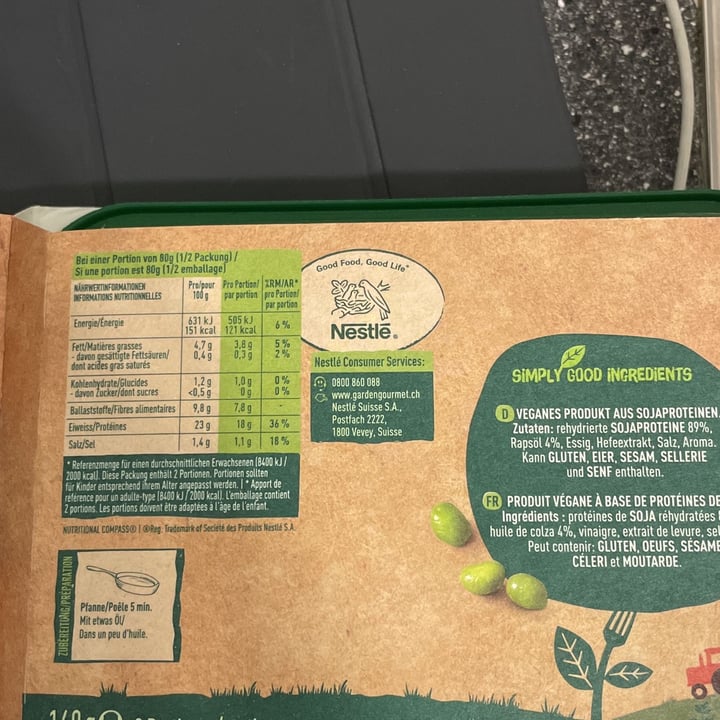 Bei einer Portion von 80g (1/2 Packung) /
Si une portion est 80g (1/2 emballage)
NÄHRWERTINFORMATIONEN
INFORMATIONS NUTRITIONNELLES
Pro/pour
100 g
Pro Portion/
par portion
%RM/AR*
pro Portion/
par portion
Energie/Énergie
631 kJ 505 kJ
151 kcal 121 kcal 6 %
Fett/Matières grasses 4,7 g 3,8 g 5 %
- davon gesättigte Fettsäuren/ 0,4 g 0,3 g 2 %
dont acides gras saturés
Kohlenhydrate/Glucides 1,2 g 1,0 g 0 %
- davon Zucker/dont sucres <0,5 g 0 g 0 %
Ballaststoffe/Fibres alimentaires 9,8 g 7,8 g -
Eiweiss/Protéines 23 g 18 g 36 %
Salz/Sel 1,4 g 1,1 g 18 %
* Referenzmenge für einen durchschnittlichen Erwachsenen (8400 kJ /
2000 kcal). Diese Packung enthält 2 Portionen. Portionen sollten
für Kinder entsprechend ihrem Alter angepasst werden. | * Apport de
référence pour un adulte-type (8400 kJ / 2000 kcal). L'emballage contient
2 portions. Les portions doivent être adaptées à l'âge de l'enfant.
NUTRITIONAL COMPASS® | ®Reg. Trademark of Société des Produits Nestlé S.A.
ZUBEREITUNG/PRÉPARATION
Pfanne/Poêle 5 min.
Mit etwas Öl/
Dans un peu d'huile.
Good Food, Good Life*
Nestlé®
Nestlé Consumer Services:
0800 860 088
www.gardengourmet.ch
Nestlé Suisse S.A.,
Postfach 2222,
1800 Vevey, Suisse
SIMPLY GOOD INGREDIENTS
D VEGANES PRODUKT AUS SOJAPROTEINEN.
Zutaten: rehydrierte SOJAPROTEINE 89%,
Rapsöl 4%, Essig, Hefeextrakt, Salz, Aroma.
Kann GLUTEN, EIER, SESAM, SELLERIE
und SENF enthalten.
FR PRODUIT VÉGANE À BASE DE PROTÉINES DE
Ingrédients : protéines de SOJA réhydratées
huile de colza 4%, vinaigre, extrait de levure, sel
Peut contenir: GLUTEN, OEUFS, SÉSAME
CÉLERI et MOUTARDE.